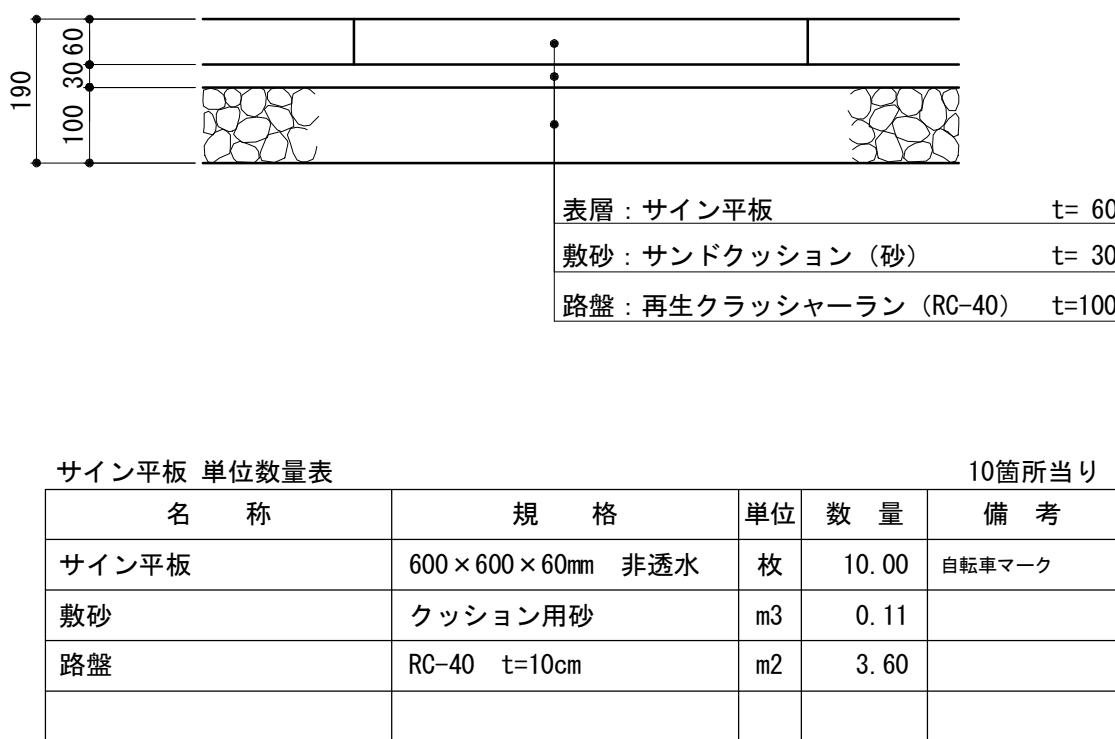 60
30
100
190
表層：サイン平板 t= 60
敷砂：サンドクッション（砂） t= 30
路盤：再生クラッシャーラン（RC-40） t=100
サイン平板 単位数量表 10箇所当り
名 称 規 格 単位 数 量 備 考
サイン平板 600×600×60mm 非透水 枚 10.00 自転車マーク
敷砂 クッション用砂 m3 0.11
路盤 RC-40 t=10cm m2 3.60